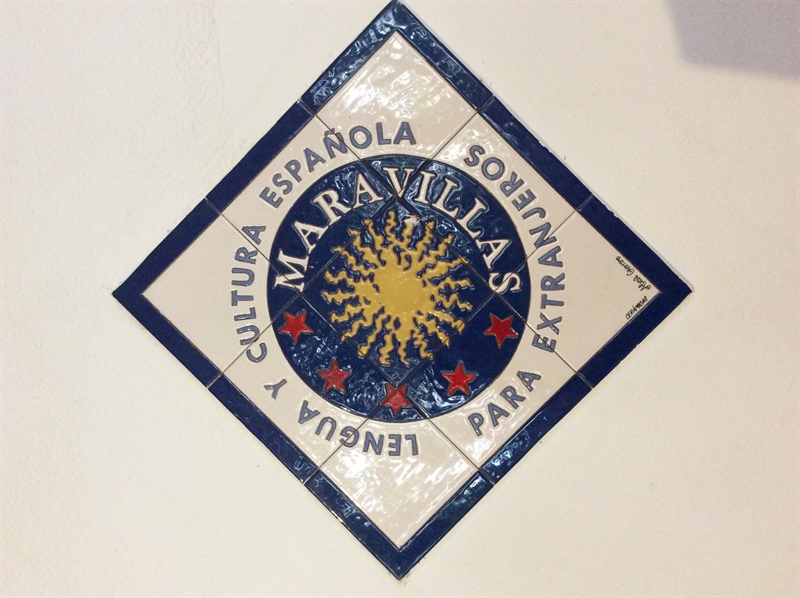 MARAVILLAS
LENGUA Y CULTURA ESPAÑOLA
PARA EXTRANJEROS